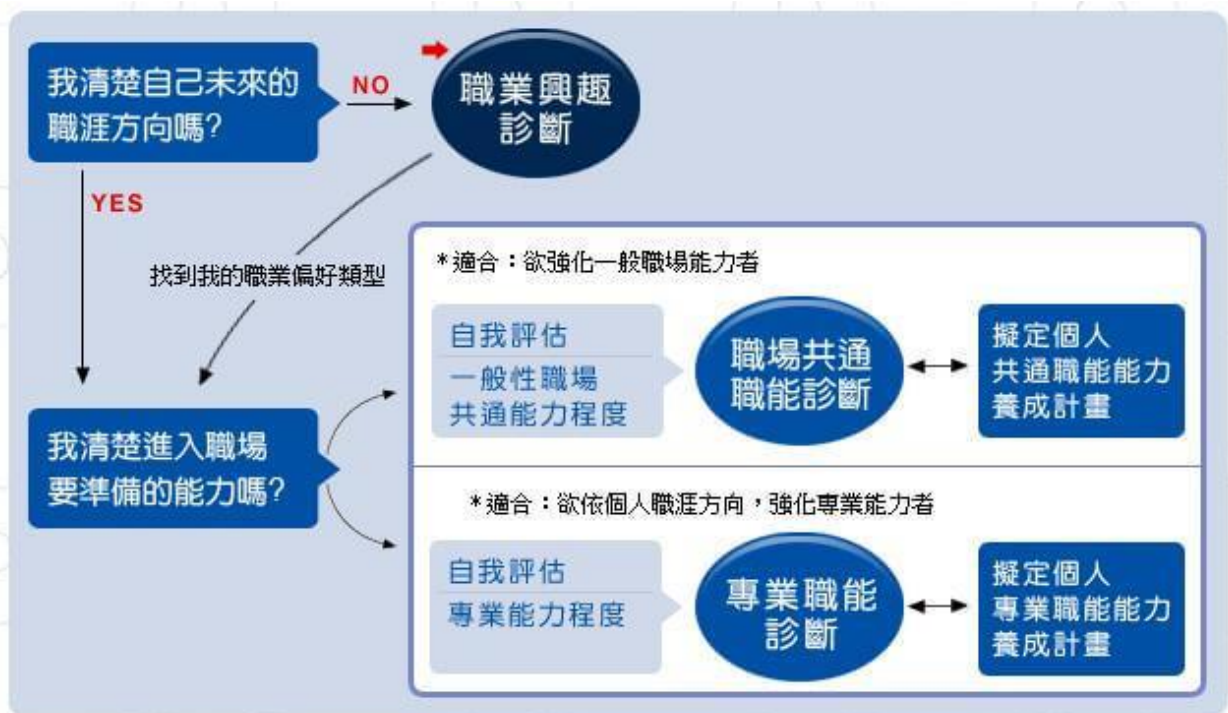 我清楚自己未來的
職涯方向嗎?
NO
職業興趣
診斷
YES
找到我的職業偏好類型
我清楚進入職場
要準備的能力嗎?
*適合：欲強化一般職場能力者
自我評估
一般性職場
共通能力程度
職場共通
職能診斷
擬定個人
共通職能能力
養成計畫
*適合：欲依個人職涯方向，強化專業能力者
自我評估
專業能力程度
專業職能
診斷
擬定個人
專業職能能力
養成計畫